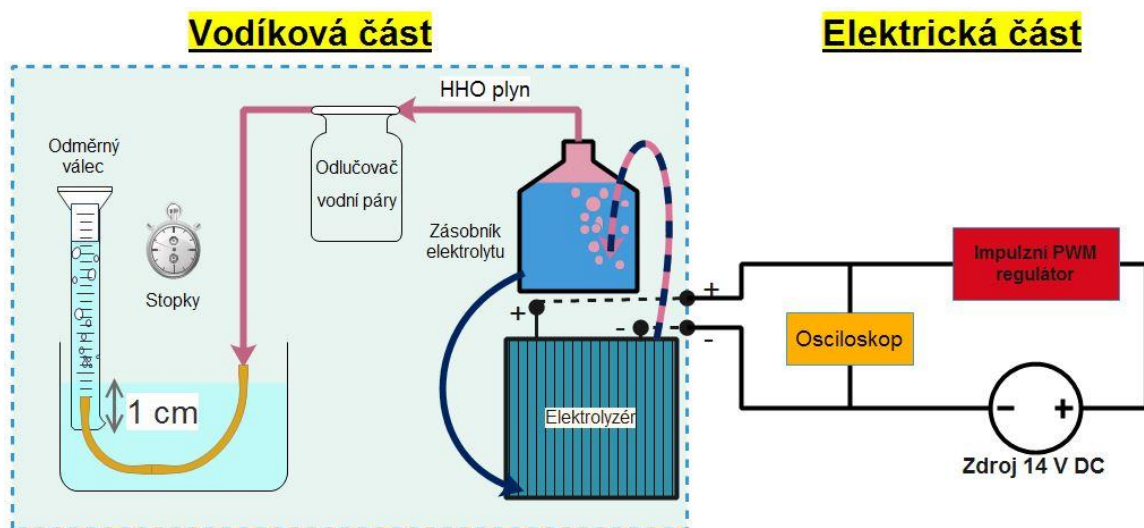 Vodíková část
Elektrická část
HHO plyn
Odměrný
válec
Odlučovač
vodní páry
Stopky
Zásobník
elektrolytu
Impulzní PWM
regulátor
+
+
-
-
Osciloskop
1 cm
Elektrolyzér
− +
Zdroj 14 V DC